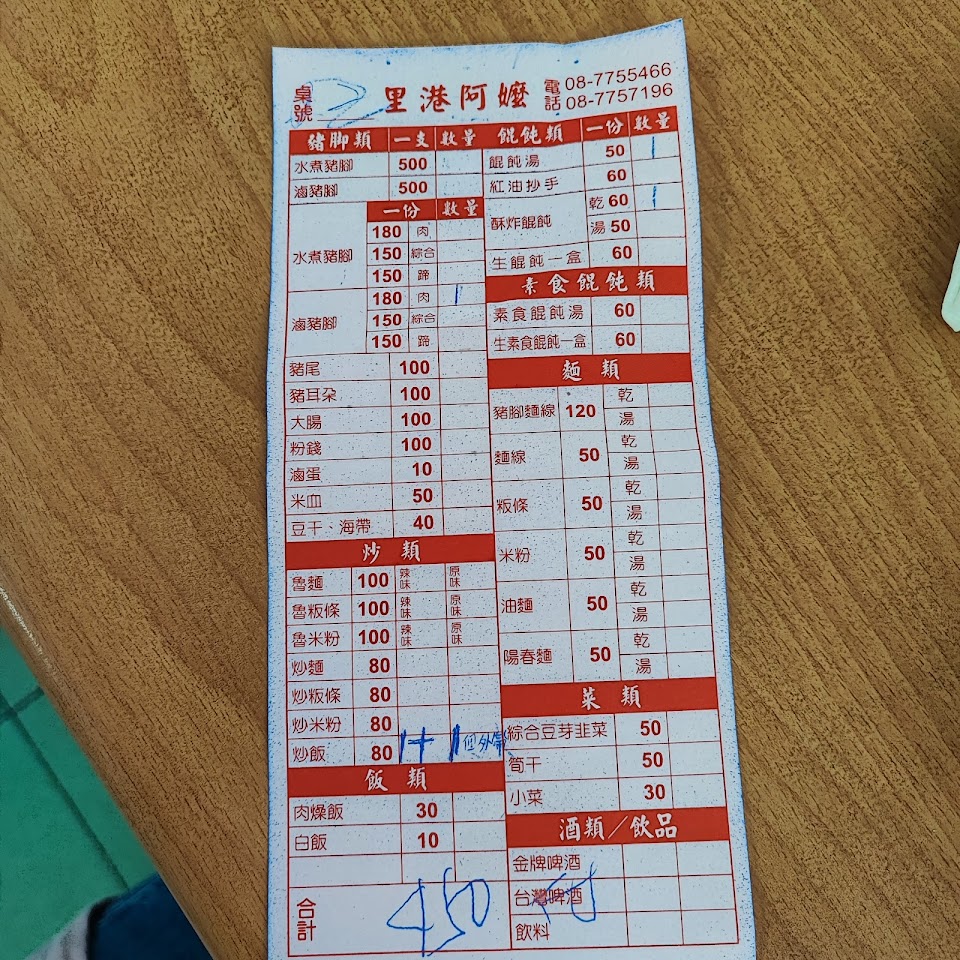 桌號 2 里港阿嬤 電話 08-7755466
08-7757196
豬脚類 一支 數量
水煮豬腳 500
滷豬腳 500
一份 數量
水煮豬腳 180 肉
150 綜合
150 蹄
滷豬腳 180 肉 1
150 綜合
150 蹄
豬尾 100
豬耳朵 100
大腸 100
粉錢 100
滷蛋 10
米血 50
豆干、海帶 40
炒類
魯麵 100 辣味 原味
魯粄條 100 辣味 原味
魯米粉 100 辣味 原味
炒麵 80
炒粄條 80
炒米粉 80
炒飯 80 1+1個外帶
飯類
肉燥飯 30
白飯 10
合計 450 付
餛飩類 一份 數量
餛飩湯 50 1
紅油抄手 60
酥炸餛飩 乾 60 1
湯 50
生餛飩一盒 60
素食餛飩類
素食餛飩湯 60
生素食餛飩一盒 60
麵類
豬腳麵線 120 乾
湯
麵線 50 乾
湯
粄條 50 乾
湯
米粉 50 乾
湯
油麵 50 乾
湯
陽春麵 50 乾
湯
菜類
綜合豆芽韭菜 50
筍干 50
小菜 30
酒類/飲品
金牌啤酒
台灣啤酒
飲料